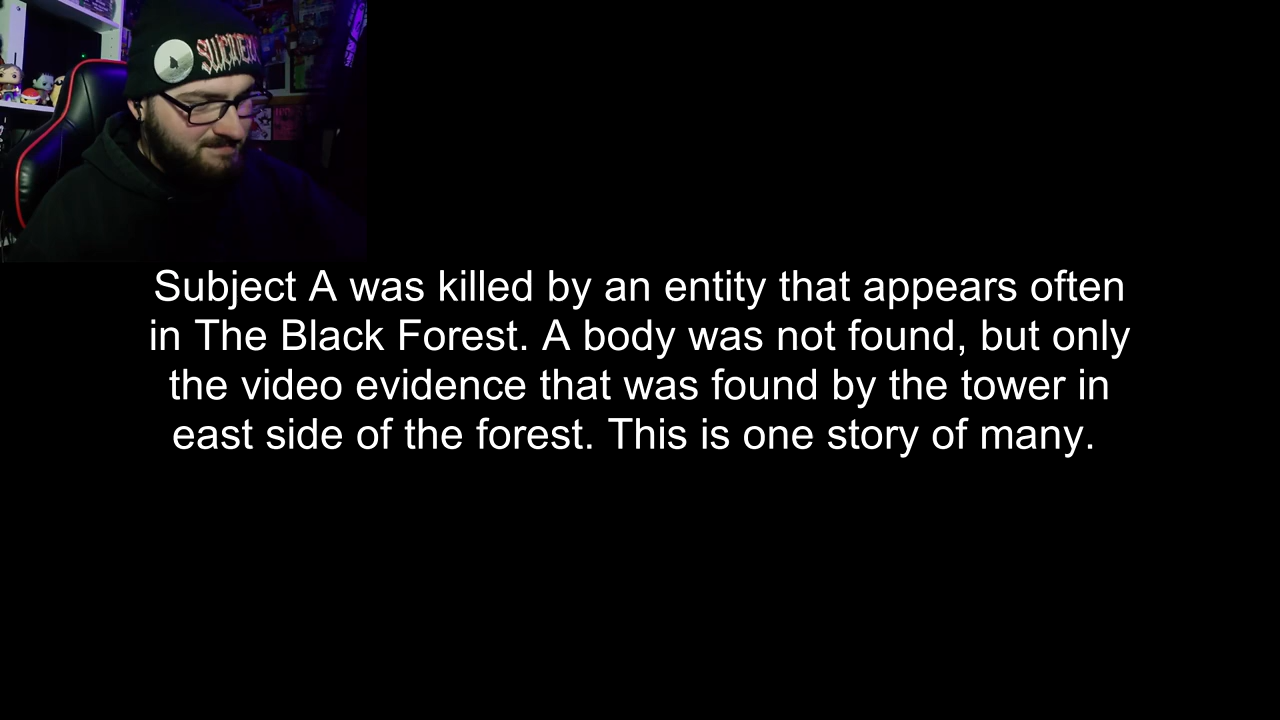 Subject A was killed by an entity that appears often
in The Black Forest. A body was not found, but only
the video evidence that was found by the tower in
east side of the forest. This is one story of many.